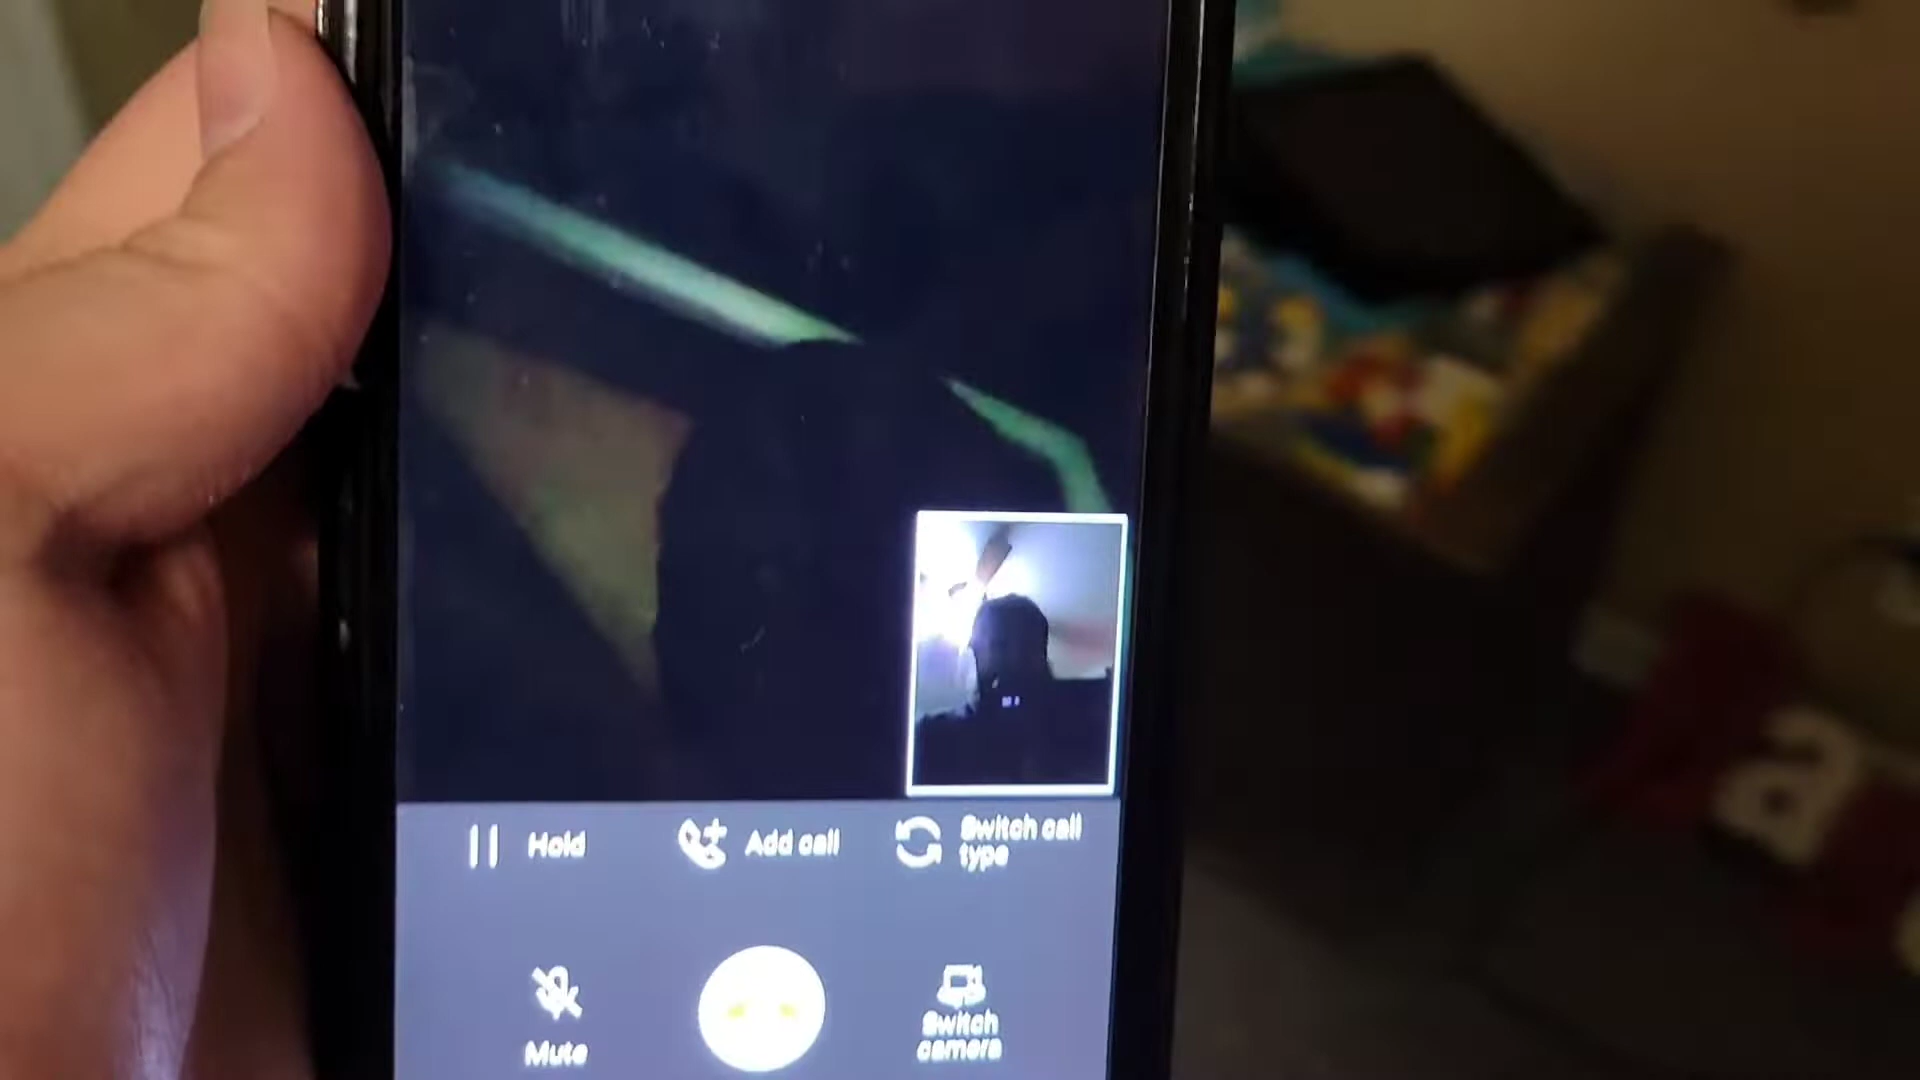 Hold
Add call
Switch call
type
Mute
Switch
camera
a